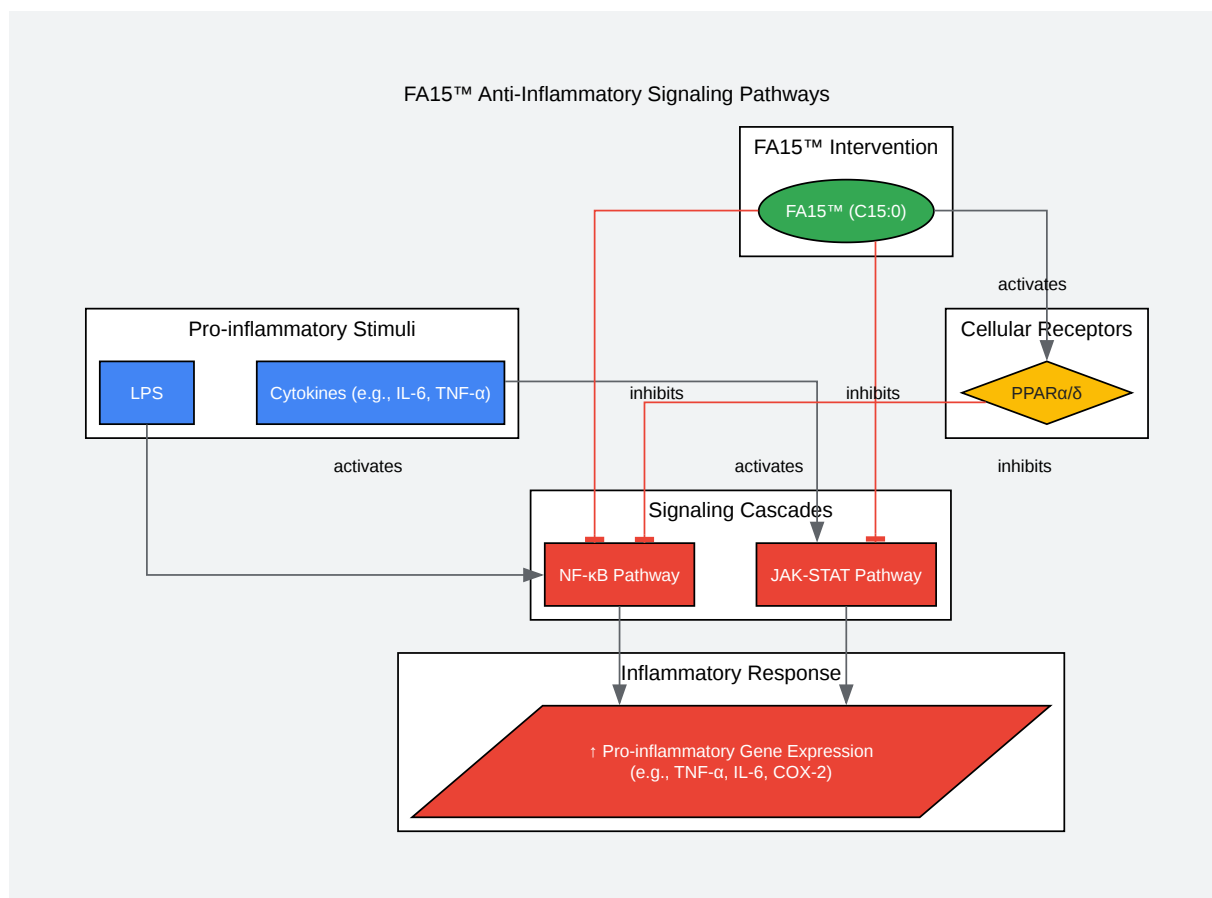 FA15™ Anti-Inflammatory Signaling Pathways
FA15™ Intervention
FA15™ (C15:0)
activates
Pro-inflammatory Stimuli
Cellular Receptors
LPS
Cytokines (e.g., IL-6, TNF-α)
inhibits
inhibits
PPARα/δ
activates
activates
inhibits
Signaling Cascades
NF-κB Pathway
JAK-STAT Pathway
Inflammatory Response
↑ Pro-inflammatory Gene Expression
(e.g., TNF-α, IL-6, COX-2)